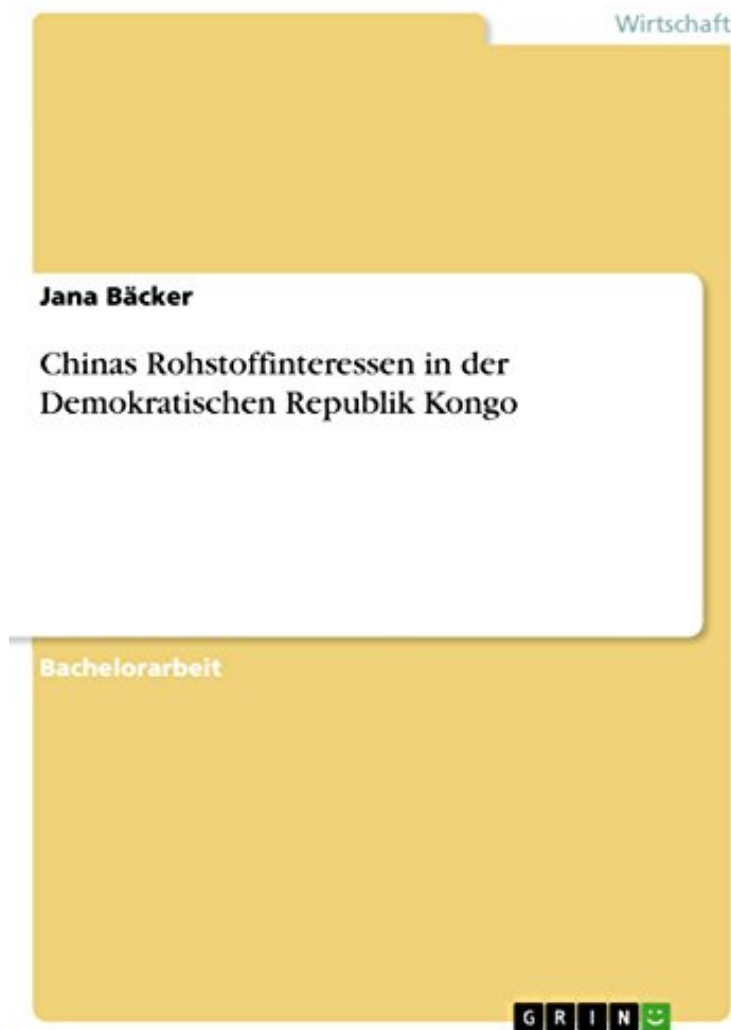 Wirtschaft
Jana Bäcker
Chinas Rohstoffinteressen in der
Demokratischen Republik Kongo
Bachelorarbeit
GRIN